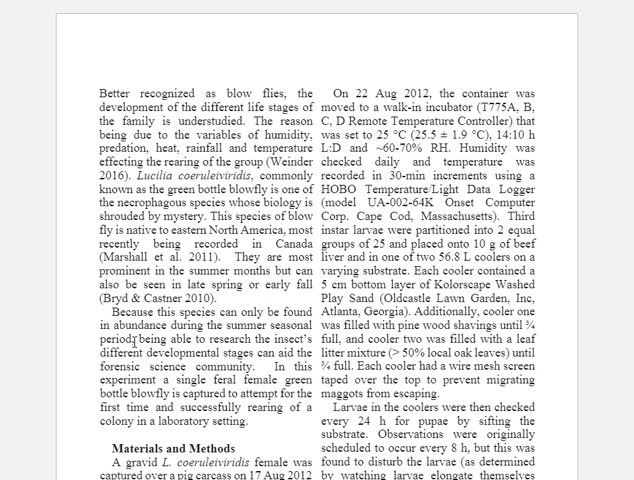 Better recognized as blow flies, the
development of the different life stages of
the family is understudied. The reason
being due to the variables of humidity,
predation, heat, rainfall and temperature
effecting the rearing of the group (Weinder
2016). Lucilia coeruleiviridis, commonly
known as the green bottle blowfly is one of
the necrophagous species whose biology is
shrouded by mystery. This species of blow
fly is native to eastern North America, most
recently being recorded in Canada
(Marshall et al. 2011). They are most
prominent in the summer months but can
also be seen in late spring or early fall
(Bryd & Castner 2010).
Because this species can only be found
in abundance during the summer seasonal
period, being able to research the insect's
different developmental stages can aid the
forensic science community. In this
experiment a single feral female green
bottle blowfly is captured to attempt for the
first time and successfully rearing of a
colony in a laboratory setting.
Materials and Methods
A gravid L. coeruleiviridis female was
captured over a pig carcass on 17 Aug 2012
On 22 Aug 2012, the container was
moved to a walk-in incubator (T775A, B,
C, D Remote Temperature Controller) that
was set to 25 °C (25.5 ± 1.9 °C), 14:10 h
L:D and ~60-70% RH. Humidity was
checked daily and temperature was
recorded in 30-min increments using a
HOBO Temperature/Light Data Logger
(model UA-002-64K Onset Computer
Corp. Cape Cod, Massachusetts). Third
instar larvae were partitioned into 2 equal
groups of 25 and placed onto 10 g of beef
liver and in one of two 56.8 L coolers on a
varying substrate. Each cooler contained a
5 cm bottom layer of Kolorscape Washed
Play Sand (Oldcastle Lawn Garden, Inc,
Atlanta, Georgia). Additionally, cooler one
was filled with pine wood shavings until ¾
full, and cooler two was filled with a leaf
litter mixture (> 50% local oak leaves) until
¾ full. Each cooler had a wire mesh screen
taped over the top to prevent migrating
maggots from escaping.
Larvae in the coolers were then checked
every 24 h for pupae by sifting the
substrate. Observations were originally
scheduled to occur every 8 h, but this was
found to disturb the larvae (as determined
by watching larvae elongate themselves